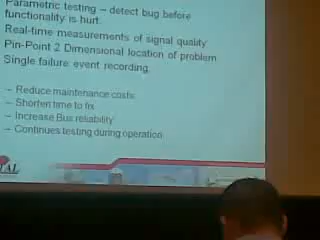 Parametric testing – detect bug before
functionality is hurt.
Real-time measurements of signal quality
Pin-Point 2 Dimensional location of problem
Single failure event recording.
– Reduce maintenance costs
– Shorten time to fix
– Increase Bus reliability
– Continues testing during operation